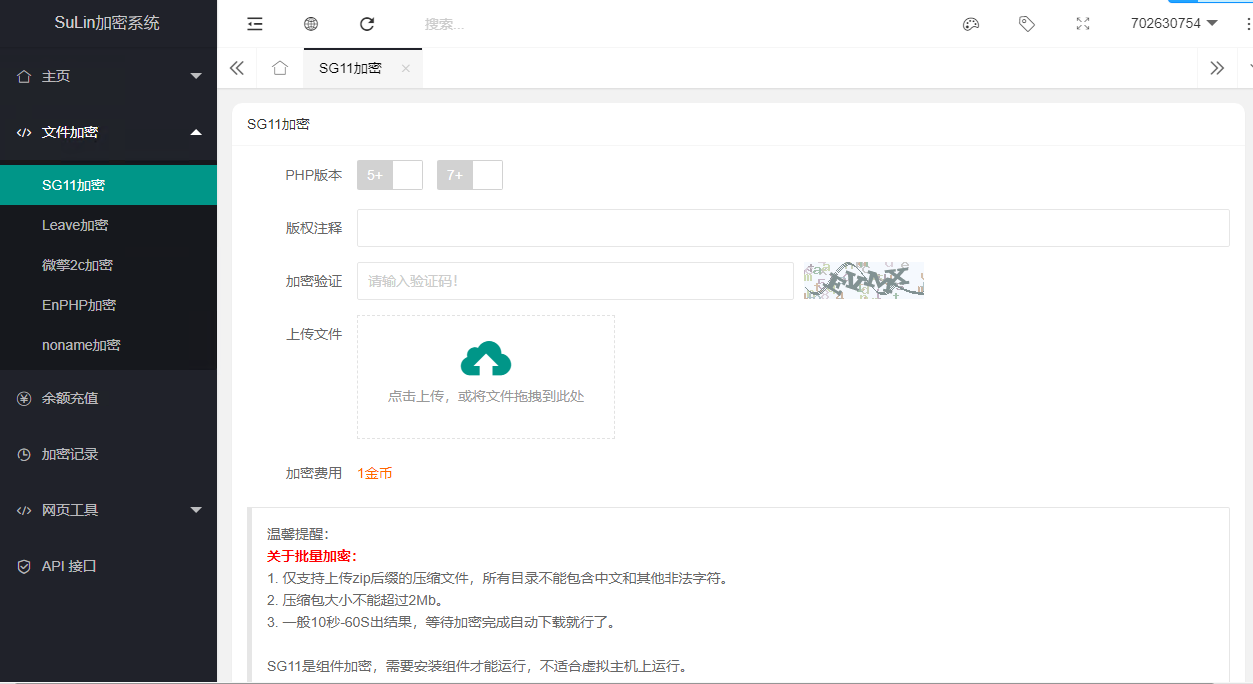 SuLin加密系统
搜索...
702630754
主页
文件加密
SG11加密
Leave加密
微擎2c加密
EnPHP加密
noname加密
余额充值
加密记录
网页工具
API 接口
SG11加密
SG11加密
PHP版本 5+ 7+
版权注释
加密验证 请输入验证码!
上传文件
点击上传，或将文件拖拽到此处
加密费用 1金币
温馨提醒：
关于批量加密：
1. 仅支持上传zip后缀的压缩文件，所有目录不能包含中文和其他非法字符。
2. 压缩包大小不能超过2Mb。
3. 一般10秒-60S出结果，等待加密完成自动下载就行了。
SG11是组件加密，需要安装组件才能运行，不适合虚拟主机上运行。